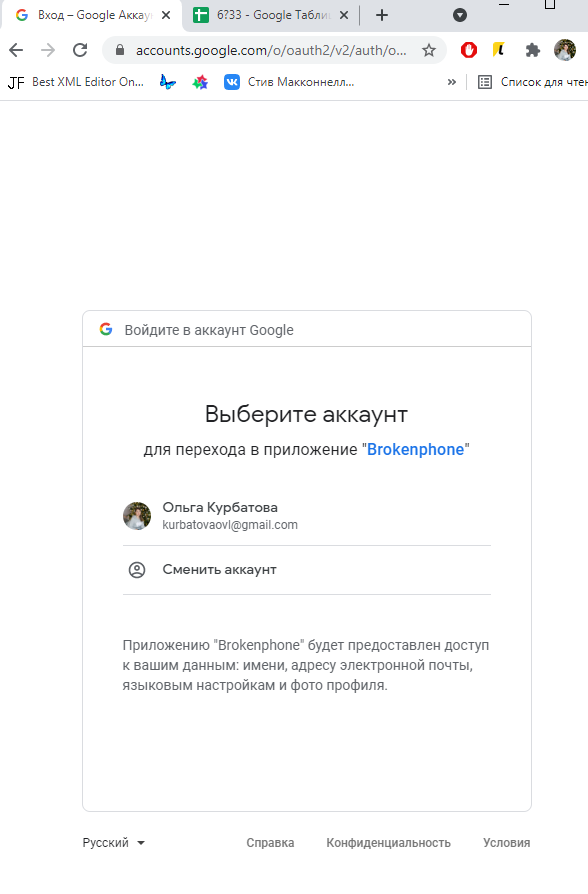 Вход – Google Аккаун
6?33 - Google Таблиц
accounts.google.com/o/oauth2/v2/auth/o...
JF Best XML Editor On...
Стив Макконнелл...
»
Список для чтен
Войдите в аккаунт Google
Выберите аккаунт
для перехода в приложение "Brokenphone"
Ольга Курбатова
kurbatovaovl@gmail.com
Сменить аккаунт
Приложению "Brokenphone" будет предоставлен доступ
к вашим данным: имени, адресу электронной почты,
языковым настройкам и фото профиля.
Русский
Справка
Конфиденциальность
Условия